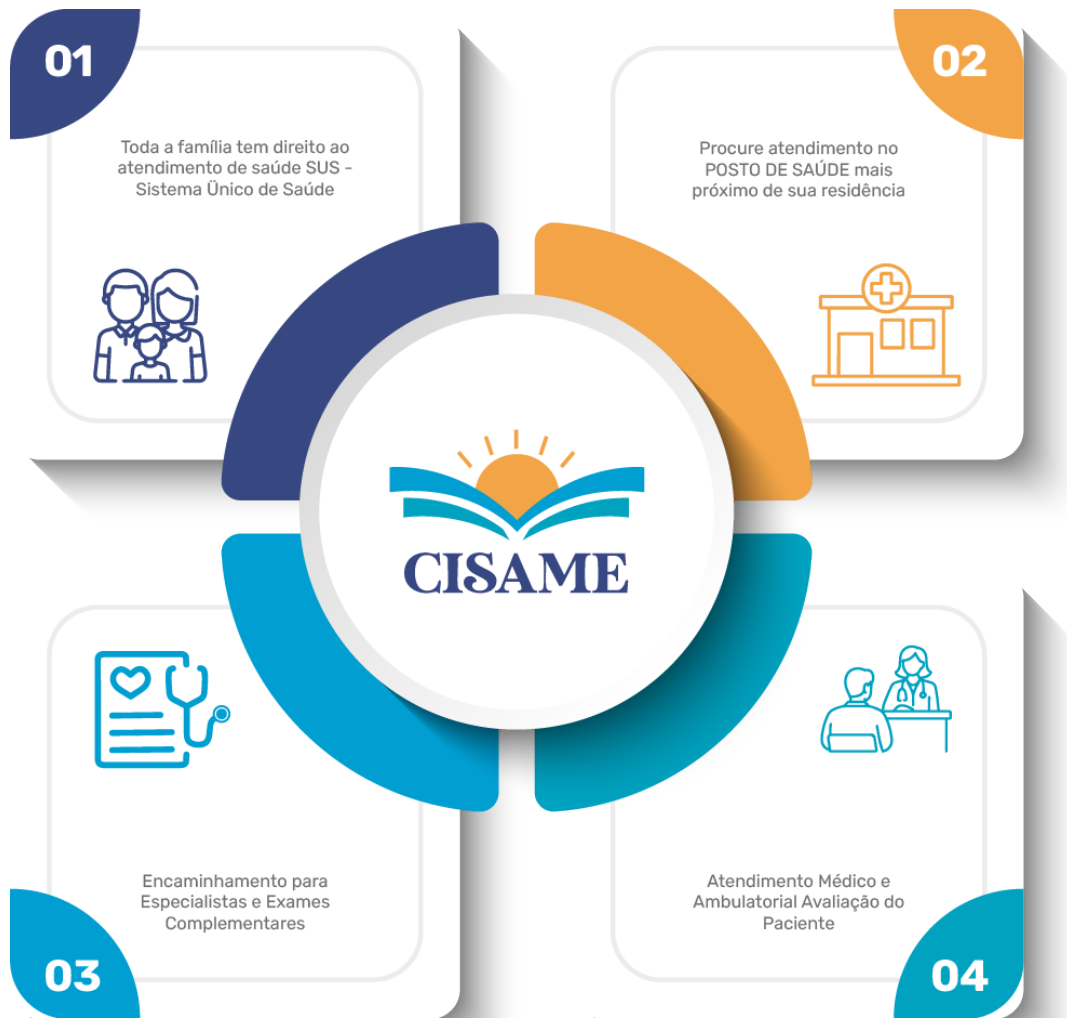 01
Toda a família tem direito ao
atendimento de saúde SUS -
Sistema Ünico de Saúde
02
Procure atendimento no
POSTO DE SAÚDE mais
próximo de sua residência
CISAME
Encaminhamento para
Especialistas e Exames
Complementares
03
Atendimento Médico e
Ambulatorial Avaliação do
Paciente
04